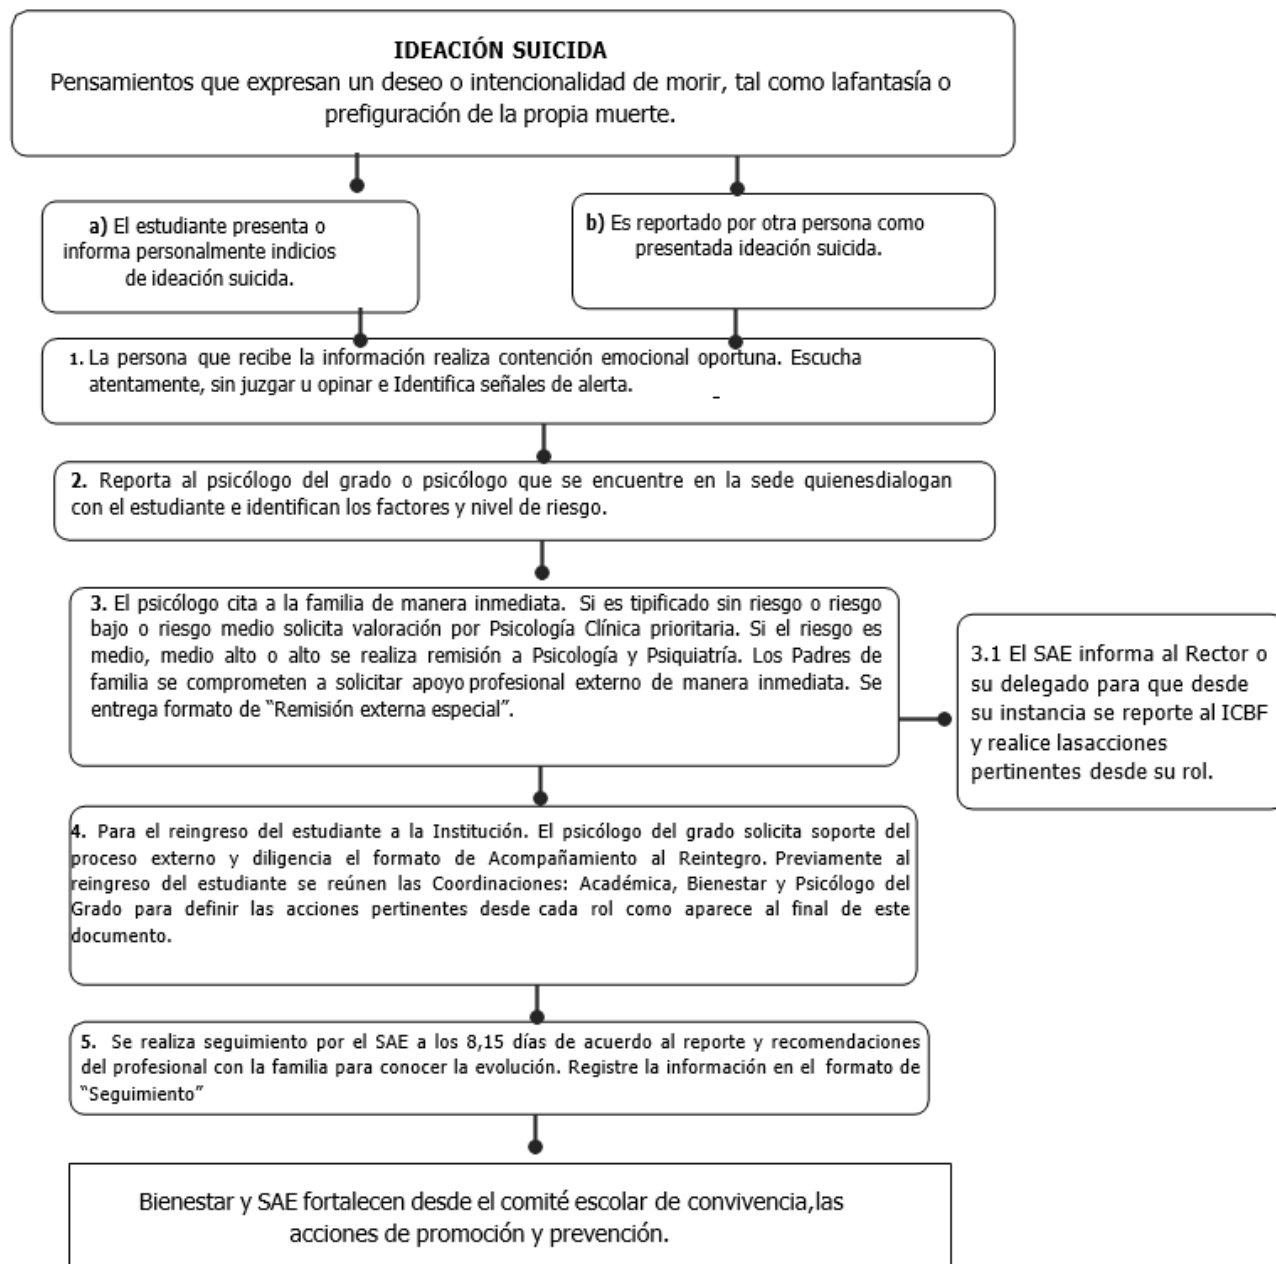 IDEACIÓN SUICIDA
Pensamientos que expresan un deseo o intencionalidad de morir, tal como lafantasía o
prefiguración de la propia muerte.
a) El estudiante presenta o
informa personalmente indicios
de ideación suicida.
b) Es reportado por otra persona como
presentada ideación suicida.
1. La persona que recibe la información realiza contención emocional oportuna. Escucha
atentamente, sin juzgar u opinar e Identifica señales de alerta.
-
2. Reporta al psicólogo del grado o psicólogo que se encuentre en la sede quienesdialogan
con el estudiante e identifican los factores y nivel de riesgo.
3. El psicólogo cita a la familia de manera inmediata. Si es tipificado sin riesgo o riesgo
bajo o riesgo medio solicita valoración por Psicología Clínica prioritaria. Si el riesgo es
medio, medio alto o alto se realiza remisión a Psicología y Psiquiatría. Los Padres de
familia se comprometen a solicitar apoyo profesional externo de manera inmediata. Se
entrega formato de “Remisión externa especial”.
3.1 El SAE informa al Rector o
su delegado para que desde
su instancia se reporte al ICBF
y realice lasacciones
pertinentes desde su rol.
4. Para el reingreso del estudiante a la Institución. El psicólogo del grado solicita soporte del
proceso externo y diligencia el formato de Acompañamiento al Reintegro. Previamente al
reingreso del estudiante se reúnen las Coordinaciones: Académica, Bienestar y Psicólogo del
Grado para definir las acciones pertinentes desde cada rol como aparece al final de este
documento.
5. Se realiza seguimiento por el SAE a los 8,15 días de acuerdo al reporte y recomendaciones
del profesional con la familia para conocer la evolución. Registre la información en el formato de
“Seguimiento”
Bienestar y SAE fortalecen desde el comité escolar de convivencia,las
acciones de promoción y prevención.